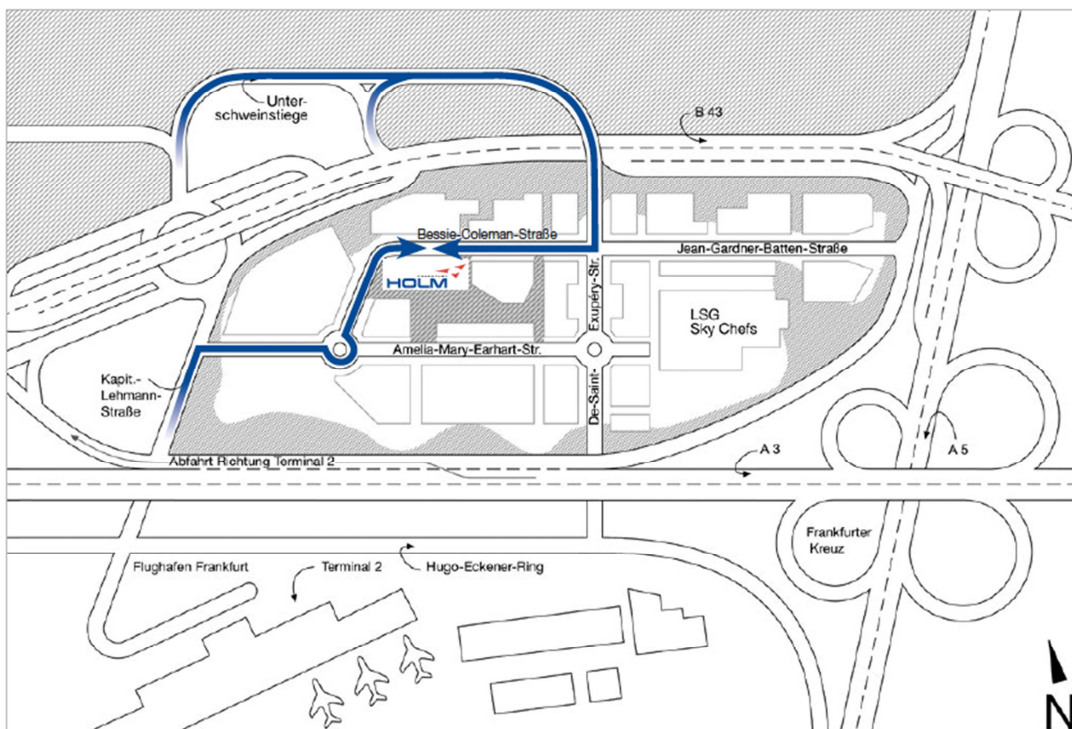 B 43
Unter-
schweinstiege
Bessie-Coleman-Straße
Jean-Gardner-Batten-Straße
HOLM
De-Saint-Exupéry-Str.
LSG
Sky Chefs
Amelia-Mary-Earhart-Str.
Kapit.-
Lehmann-
Straße
Abfahrt Richtung Terminal 2
A 3
A 5
Frankfurter
Kreuz
Flughafen Frankfurt
Terminal 2
Hugo-Eckener-Ring
N